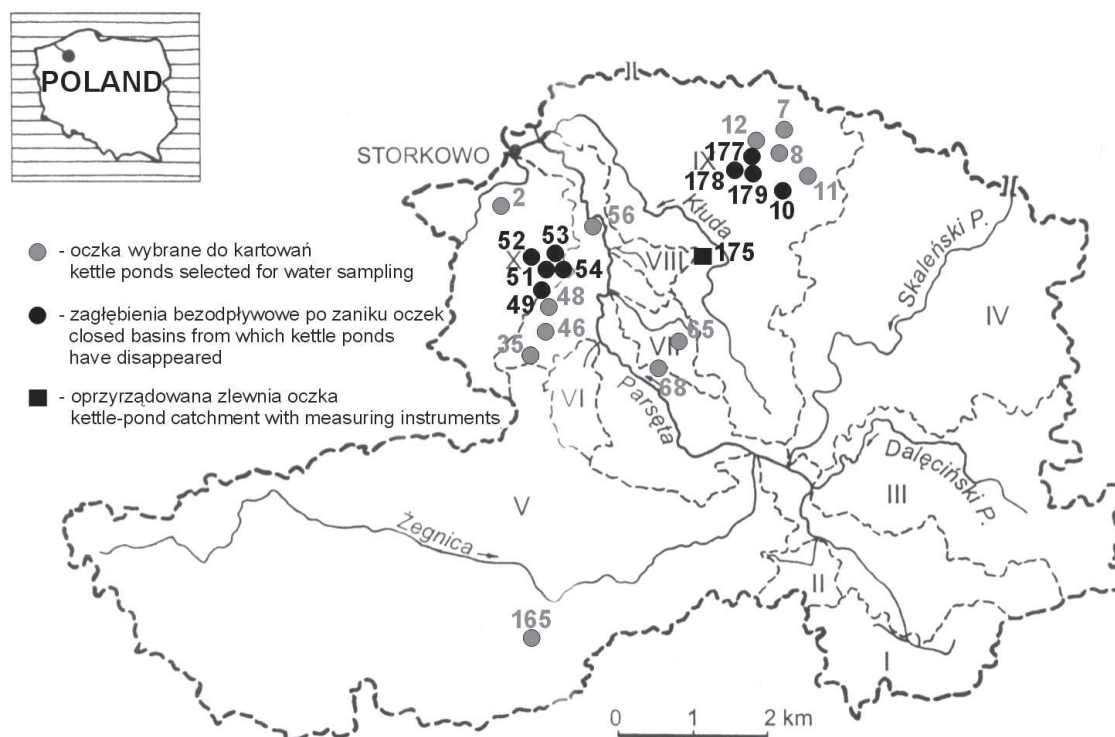 POLAND
STORKOWO
- oczka wybrane do kartowań
kettle ponds selected for water sampling
- zagłębienia bezodpływowe po zaniku oczek
closed basins from which kettle ponds
have disappeared
- oprzyrządowana zlewnia oczka
kettle-pond catchment with measuring instruments
7
12
8
177
IX
178
179
11
10
2
56
Kłuda
52
53
X
51
54
VIII
175
49
48
Skaleński P.
46
65
IV
35
VII
68
VI
Parsęta
Dalęciński P.
III
V
Żegnica
II
165
I
0 1 2 km